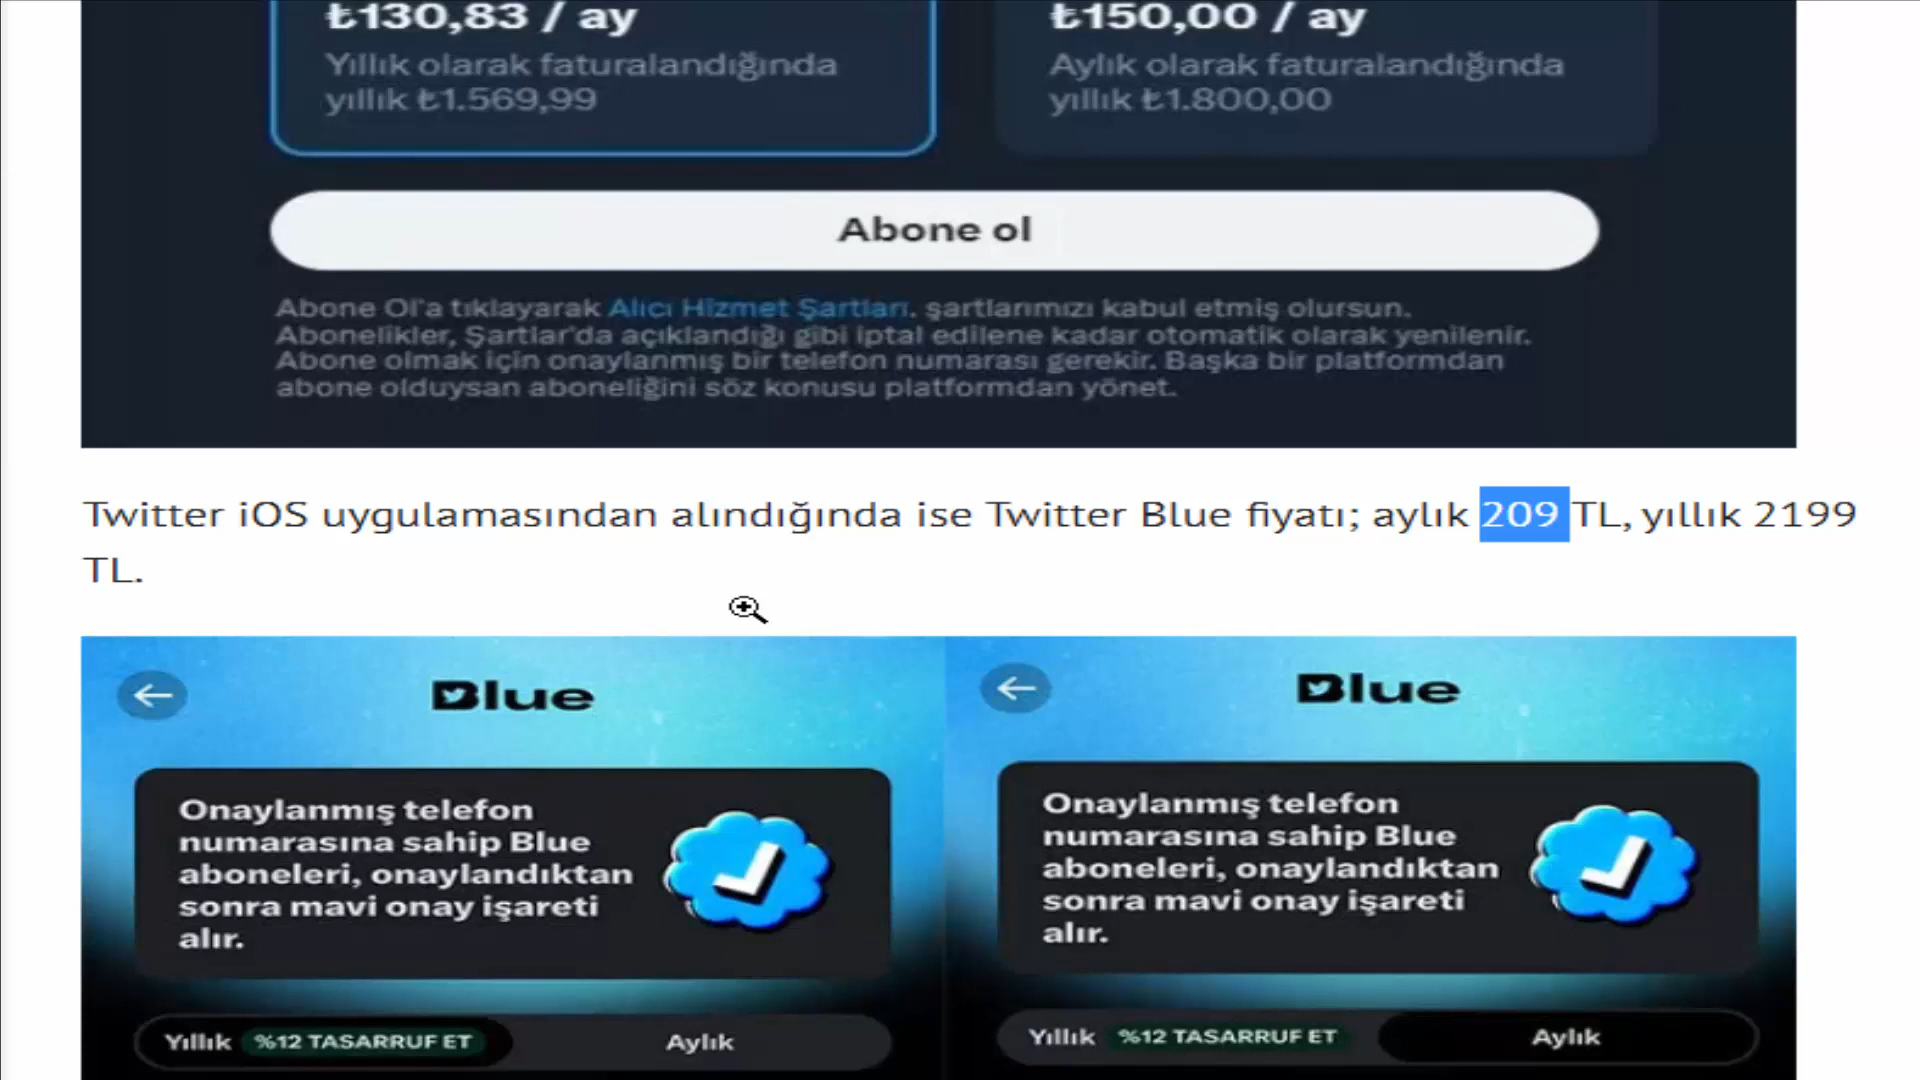 ₺130,83 / ay
Yıllık olarak faturalandığında
yıllık ₺1.569,99
₺150,00 / ay
Aylık olarak faturalandığında
yıllık ₺1.800,00
Abone ol
Abone Ol'a tıklayarak Alıcı Hizmet Şartları. şartlarımızı kabul etmiş olursun.
Abonelikler, Şartlar'da açıklandığı gibi iptal edilene kadar otomatik olarak yenilenir.
Abone olmak için onaylanmış bir telefon numarası gerekir. Başka bir platformdan
abone olduysan aboneliğini söz konusu platformdan yönet.
Twitter iOS uygulamasından alındığında ise Twitter Blue fiyatı; aylık 209 TL, yıllık 2199
TL.
Blue
Onaylanmış telefon
numarasına sahip Blue
aboneleri, onaylandıktan
sonra mavi onay işareti
alır.
Yıllık %12 TASARRUF ET Aylık
Blue
Onaylanmış telefon
numarasına sahip Blue
aboneleri, onaylandıktan
sonra mavi onay işareti
alır.
Yıllık %12 TASARRUF ET Aylık